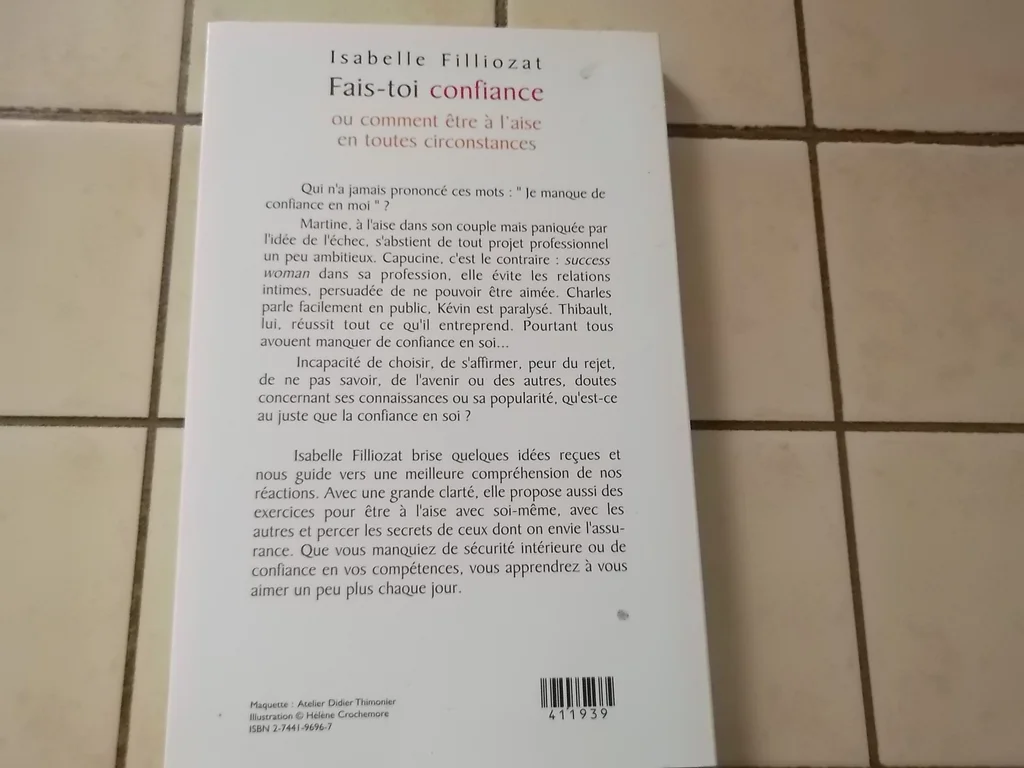 Isabelle Filliozat
Fais-toi confiance
ou comment être à l'aise
en toutes circonstances
Qui n'a jamais prononcé ces mots : " Je manque de
confiance en moi " ?
Martine, à l'aise dans son couple mais paniquée par
l'idée de l'échec, s'abstient de tout projet professionnel
un peu ambitieux. Capucine, c'est le contraire : success
woman dans sa profession, elle évite les relations
intimes, persuadée de ne pouvoir être aimée. Charles
parle facilement en public, Kévin est paralysé. Thibault,
lui, réussit tout ce qu'il entreprend. Pourtant tous
avouent manquer de confiance en soi...
Incapacité de choisir, de s'affirmer, peur du rejet,
de ne pas savoir, de l'avenir ou des autres, doutes
concernant ses connaissances ou sa popularité, qu'est-ce
au juste que la confiance en soi ?
Isabelle Filliozat brise quelques idées reçues et
nous guide vers une meilleure compréhension de nos
réactions. Avec une grande clarté, elle propose aussi des
exercices pour être à l'aise avec soi-même, avec les
autres et percer les secrets de ceux dont on envie l'assu-
rance. Que vous manquiez de sécurité intérieure ou de
confiance en vos compétences, vous apprendrez à vous
aimer un peu plus chaque jour.
Maquette : Atelier Didier Thimonier
Illustration © Hélène Crochemore
ISBN 2-7441-9696-7
411939